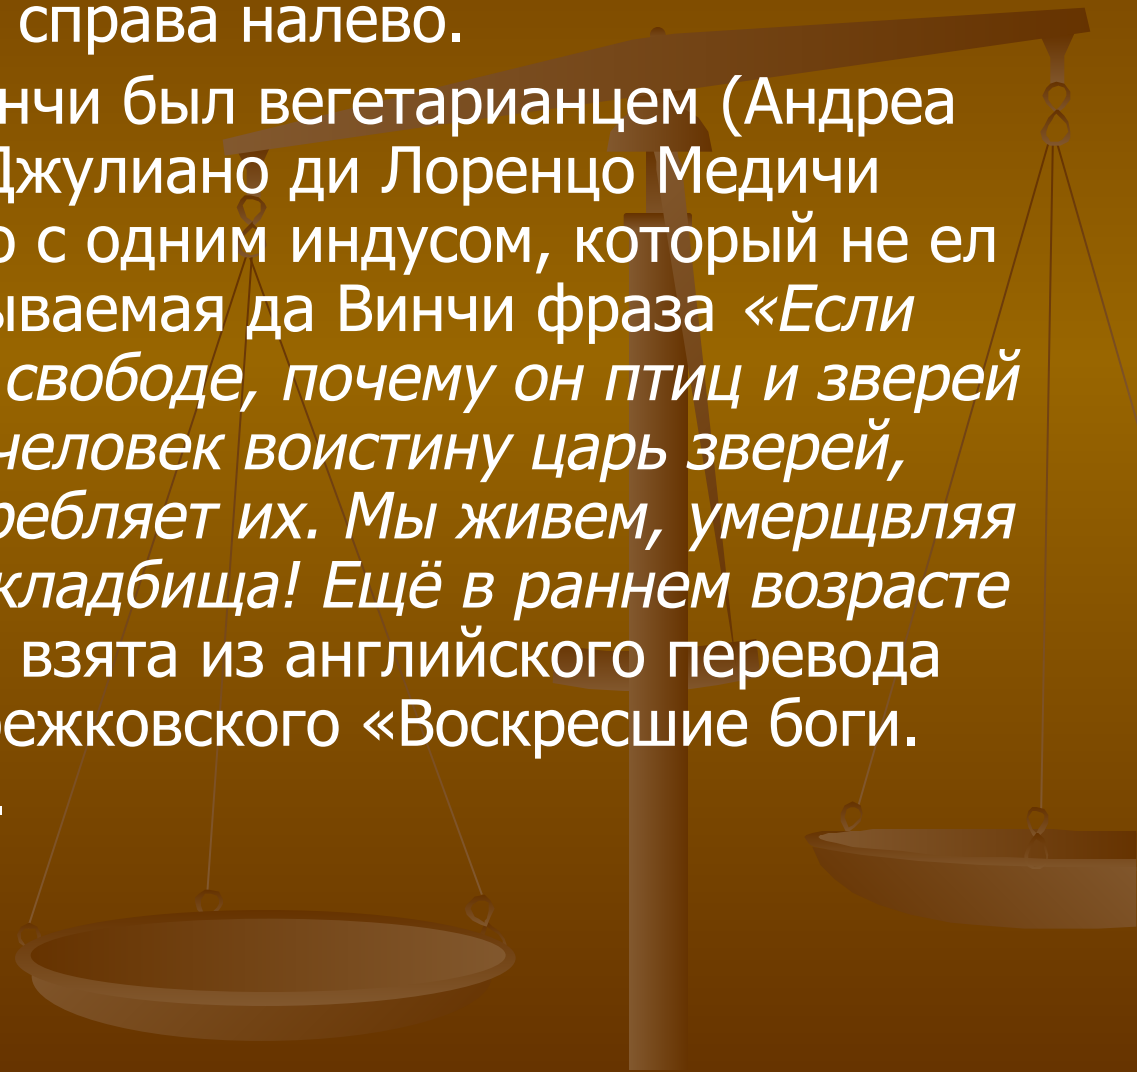 справа налево.
нчи был вегетарианцем (Андреа
Джулиано ди Лоренцо Медичи
о с одним индусом, который не ел
ываемая да Винчи фраза «Если
свободе, почему он птиц и зверей
человек воистину царь зверей,
ребляет их. Мы живем, умерщвляя
кладбища! Ещё в раннем возрасте
взята из английского перевода
режковского «Воскресшие боги.
.